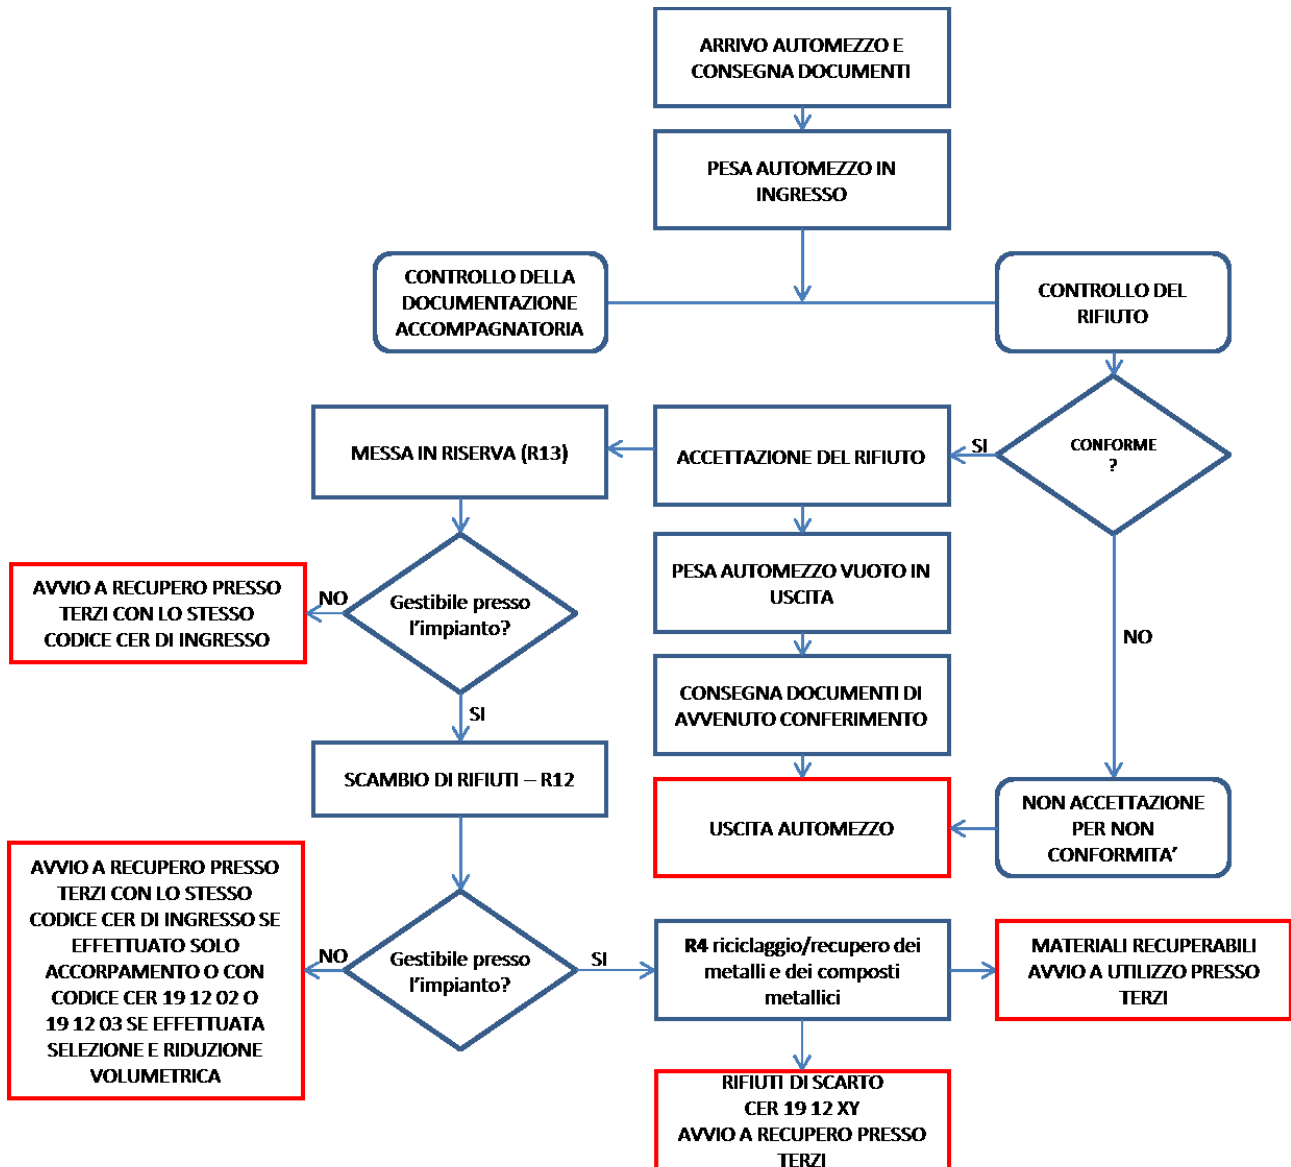 ARRIVO AUTOMEZZO E
CONSEGNA DOCUMENTI
PESA AUTOMEZZO IN
INGRESSO
CONTROLLO DELLA
DOCUMENTAZIONE
ACCOMPAGNATORIA
CONTROLLO DEL
RIFIUTO
MESSA IN RISERVA (R13)
ACCETTAZIONE DEL RIFIUTO
SI
CONFORME
?
AVVIO A RECUPERO PRESSO
TERZI CON LO STESSO
CODICE CER DI INGRESSO
NO
Gestibile presso
l'impianto?
PESA AUTOMEZZO VUOTO IN
USCITA
NO
SI
CONSEGNA DOCUMENTI DI
AVVENUTO CONFERIMENTO
SCAMBIO DI RIFIUTI – R12
USCITA AUTOMEZZO
NON ACCETTAZIONE
PER NON
CONFORMITA'
AVVIO A RECUPERO PRESSO
TERZI CON LO STESSO
CODICE CER DI INGRESSO SE
EFFETTUATO SOLO
ACCORPAMENTO O CON
CODICE CER 19 12 02 O
19 12 03 SE EFFETTUATA
SELEZIONE E RIDUZIONE
VOLUMETRICA
NO
Gestibile presso
l'impianto?
SI
R4 riciclaggio/recupero dei
metalli e dei composti
metallici
MATERIALI RECUPERABILI
AVVIO A UTILIZZO PRESSO
TERZI
RIFIUTI DI SCARTO
CER 19 12 XY
AVVIO A RECUPERO PRESSO
TERZI